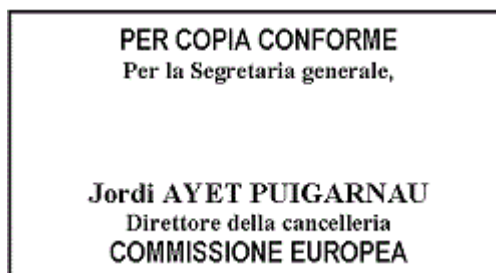 PER COPIA CONFORME
Per la Segretaria generale,
Jordi AYET PUIGARNAU
Direttore della cancelleria
COMMISSIONE EUROPEA